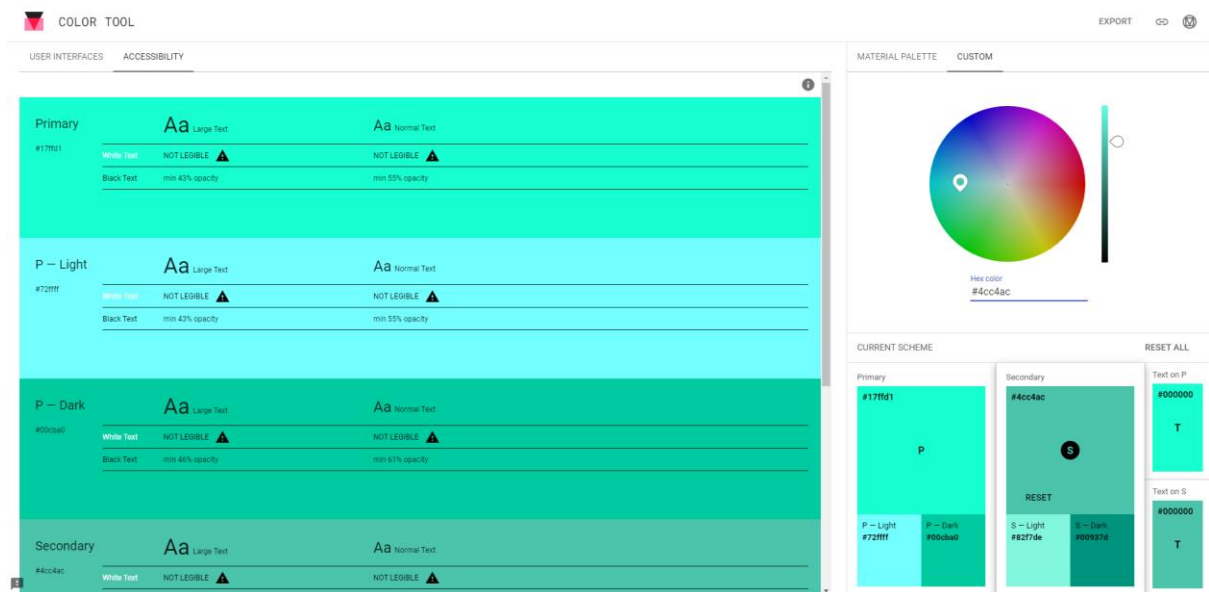 COLOR TOOL
EXPORT
USER INTERFACES ACCESSIBILITY
MATERIAL PALETTE CUSTOM
Primary Aa Large Text Aa Normal Text
#17ffd1
White Text NOT LEGIBLE NOT LEGIBLE
Black Text min 43% opacity min 55% opacity
P — Light Aa Large Text Aa Normal Text
#72ffff
White Text NOT LEGIBLE NOT LEGIBLE
Black Text min 43% opacity min 55% opacity
P — Dark Aa Large Text Aa Normal Text
#00cba0
White Text NOT LEGIBLE NOT LEGIBLE
Black Text min 46% opacity min 61% opacity
Secondary Aa Large Text Aa Normal Text
#4cc4ac
White Text NOT LEGIBLE NOT LEGIBLE
Hex color
#4cc4ac
CURRENT SCHEME RESET ALL
Primary
#17ffd1
P
P — Light P — Dark
#72ffff #00cba0
Secondary
#4cc4ac
S
RESET
S — Light S — Dark
#82f7de #00937d
Text on P
#000000
T
Text on S
#000000
T